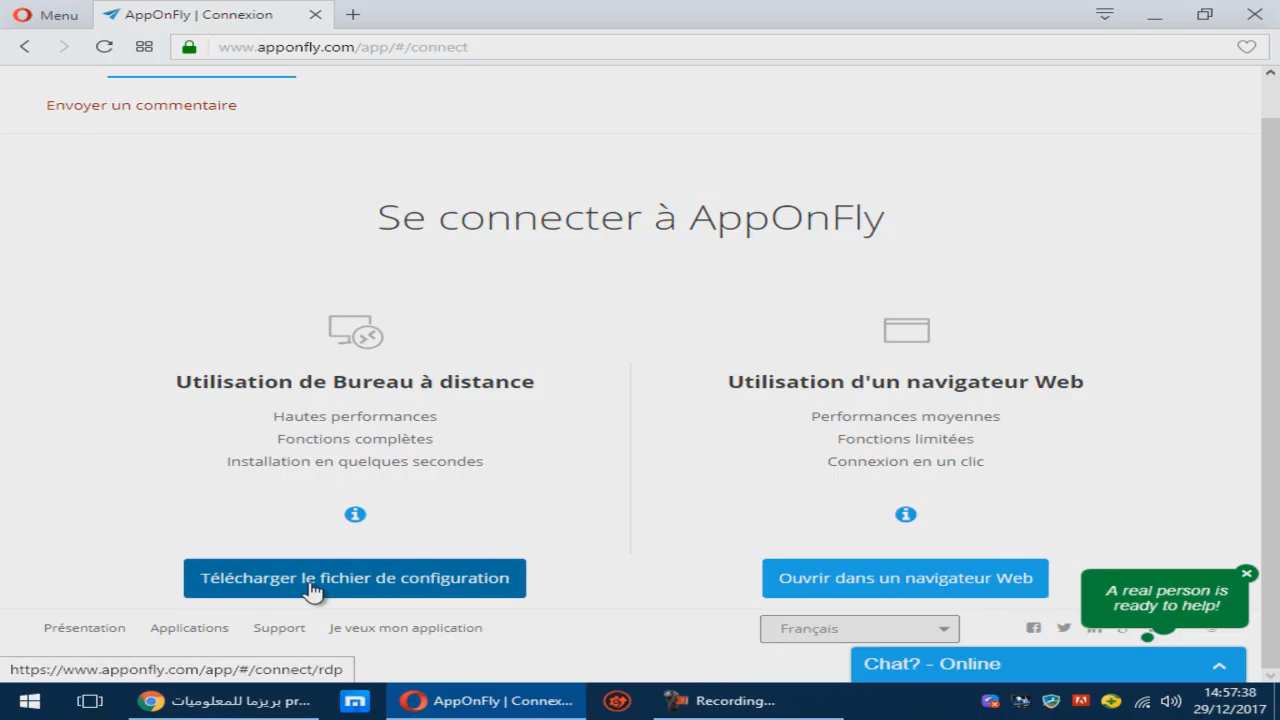 Menu
AppOnFly | Connexion
www.apponfly.com/app/#/connect
Envoyer un commentaire
Se connecter à AppOnFly
Utilisation de Bureau à distance
Hautes performances
Fonctions complètes
Installation en quelques secondes
Télécharger le fichier de configuration
Utilisation d'un navigateur Web
Performances moyennes
Fonctions limitées
Connexion en un clic
Ouvrir dans un navigateur Web
A real person is
ready to help!
Présentation
Applications
Support
Je veux mon application
Français
https://www.apponfly.com/app/#/connect/rdp
Chat? - Online
بريزما للمعلوميات pr...
AppOnFly | Connex...
Recording...
14:57:38
29/12/2017